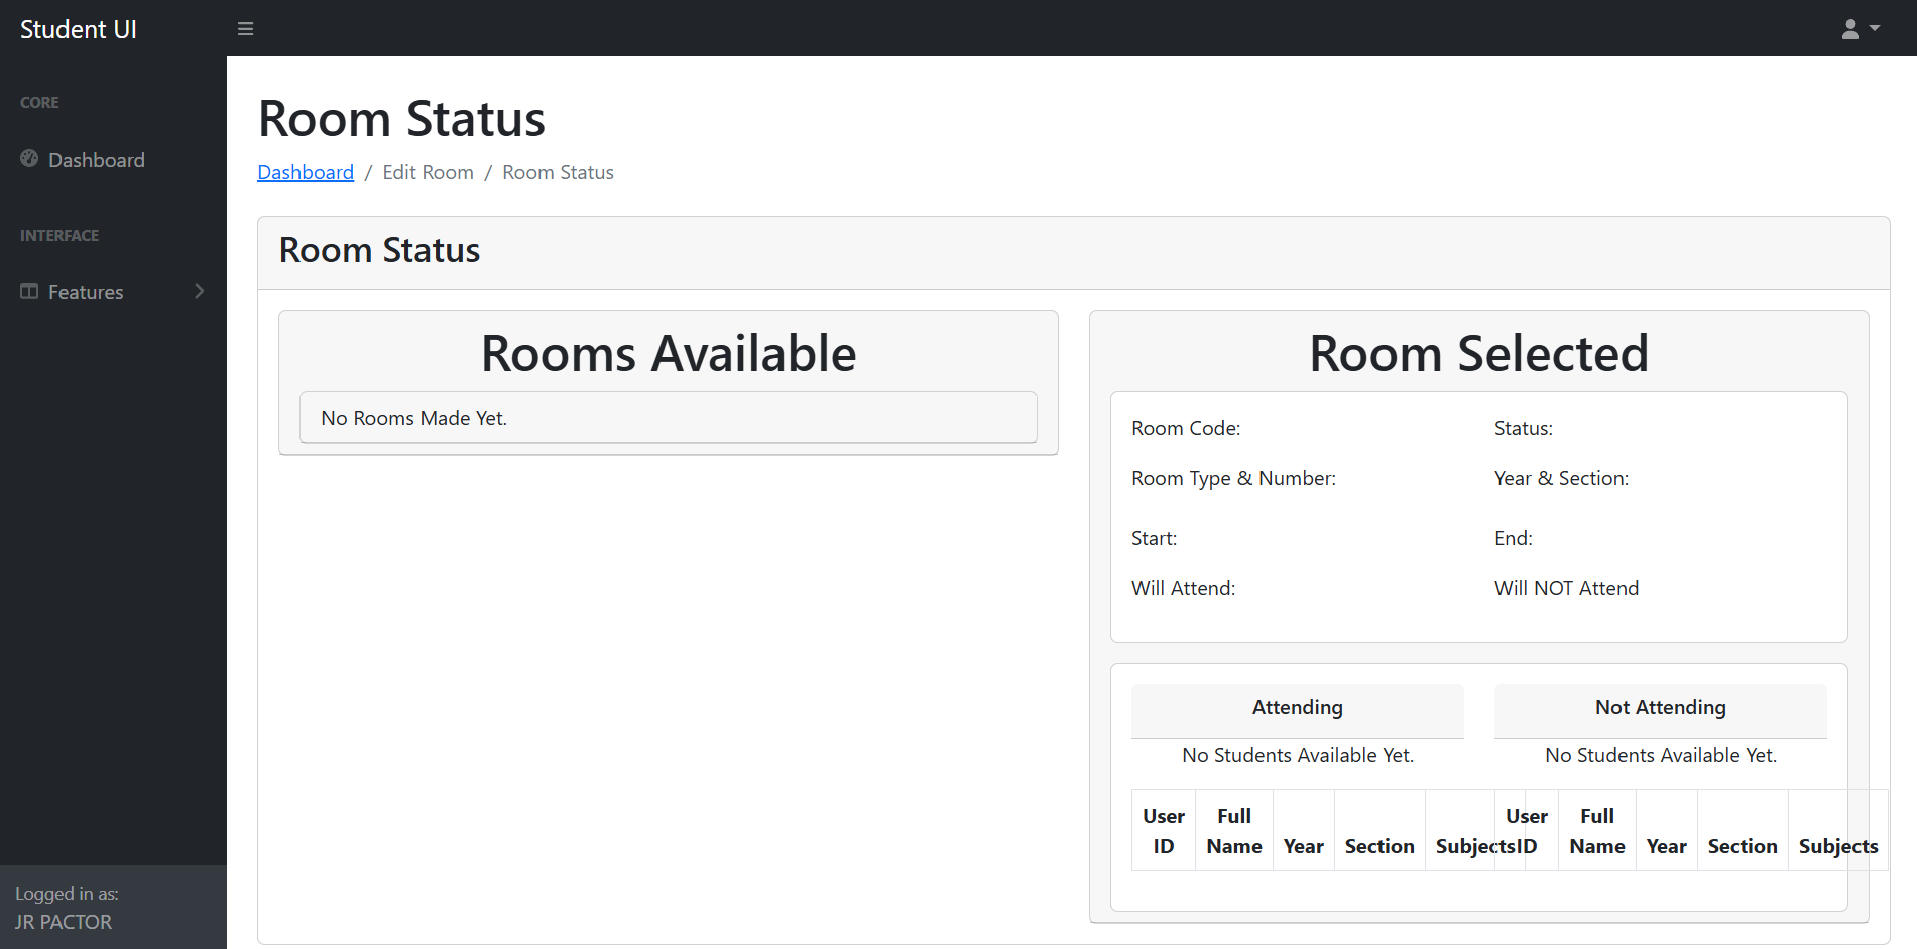 Student UI
CORE
Dashboard
INTERFACE
Features
Logged in as:
JR PACTOR
Room Status
Dashboard / Edit Room / Room Status
Room Status
Rooms Available
No Rooms Made Yet.
Room Selected
Room Code:
Status:
Room Type & Number:
Year & Section:
Start:
End:
Will Attend:
Will NOT Attend
Attending
No Students Available Yet.
User ID
Full Name
Year
Section
Subjects
Not Attending
No Students Available Yet.
User ID
Full Name
Year
Section
Subjects